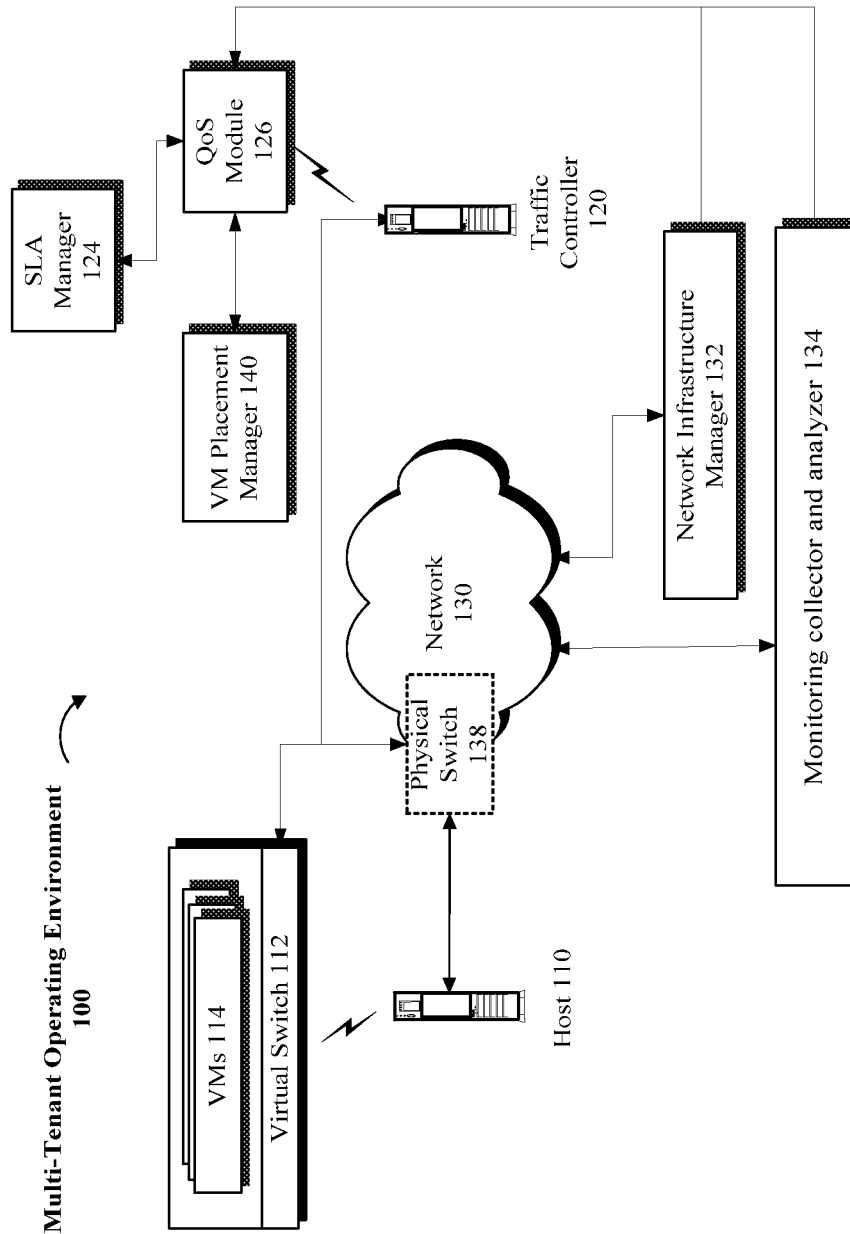 Multi-Tenant Operating Environment
100
VMs 114
Virtual Switch 112
Host 110
Physical
Switch
138
Network
130
VM Placement
Manager 140
SLA
Manager
124
QoS
Module
126
Traffic
Controller
120
Network Infrastructure
Manager 132
Monitoring collector and analyzer 134